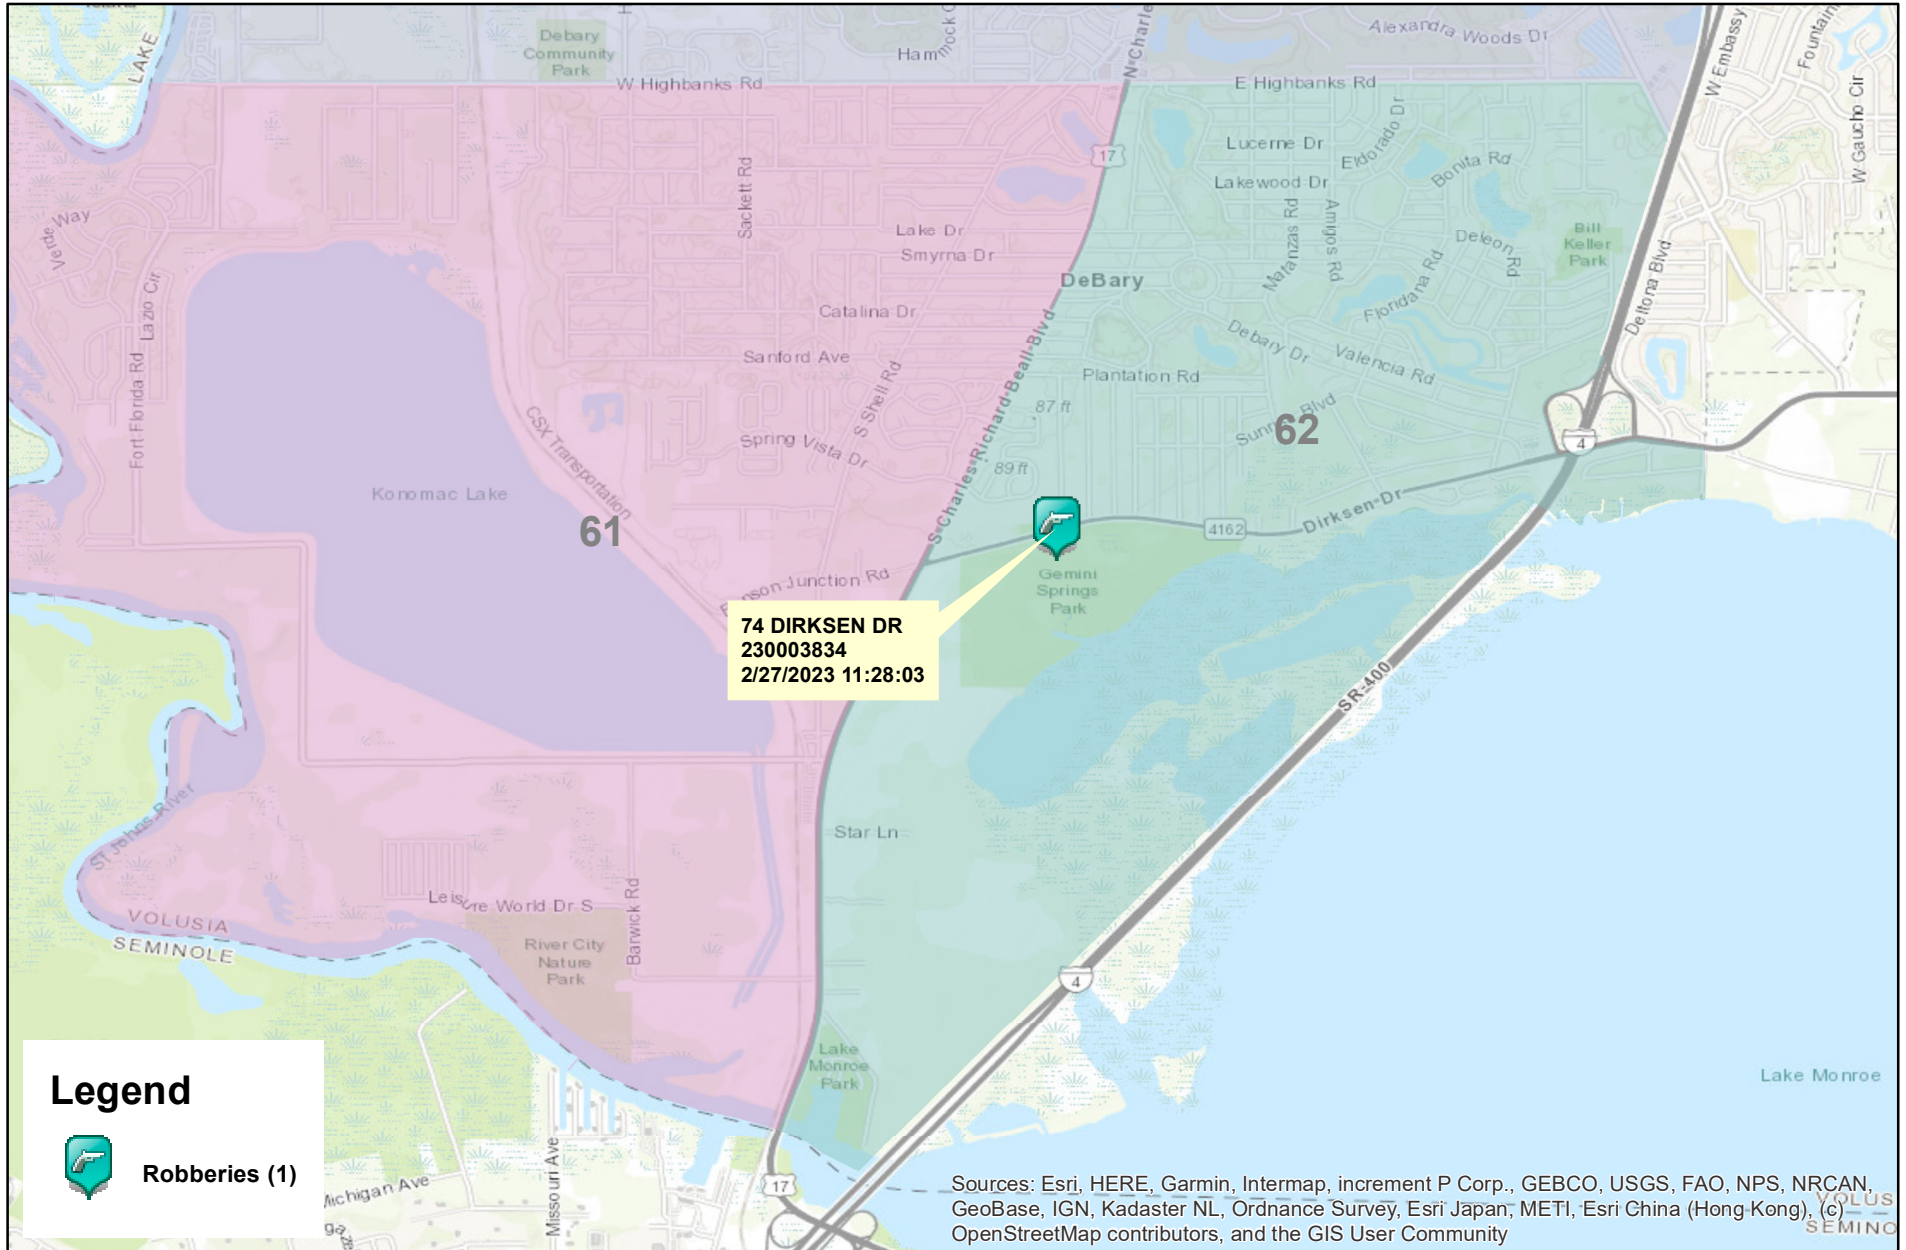 LAKE
Debary
Community
Park
Hammock C
N Charle
Alexandra Woods Dr
W Embassy
Fountain
W Highbanks Rd
E Highbanks Rd
W Gaucho Cir
17
Lucerne Dr
Eldorado Dr
Bonita Rd
Lakewood Dr
Sackett Rd
Verde Way
Lake Dr
Smyrna Dr
Matanzas Rd
Amigos Rd
Deleon Rd
Bill
Keller
Park
DeBary
Floridana Rd
Deltona Blvd
Lazio Cir
Catalina Dr
Debary Dr
Valencia Rd
Sanford Ave
Fort Florida Rd
S Shell Rd
S Charles Richard Beall Blvd
Plantation Rd
87 ft
62
CSX Transportation
Spring Vista Dr
4
89 ft
Konomac Lake
61
4162
Dirksen Dr
Junction Rd
Gemini
Springs
Park
74 DIRKSEN DR
230003834
2/27/2023 11:28:03
SR-400
St Johns River
Star Ln
Leisure World Dr S
Barwick Rd
VOLUSIA
SEMINOLE
River City
Nature
Park
4
Lake
Monroe
Park
Lake Monroe
Legend
Robberies (1)
Michigan Ave
Missouri Ave
17
Sources: Esri, HERE, Garmin, Intermap, increment P Corp., GEBCO, USGS, FAO, NPS, NRCAN,
GeoBase, IGN, Kadaster NL, Ordnance Survey, Esri Japan, METI, Esri China (Hong Kong), (c)
OpenStreetMap contributors, and the GIS User Community
VOLUS
SEMINO